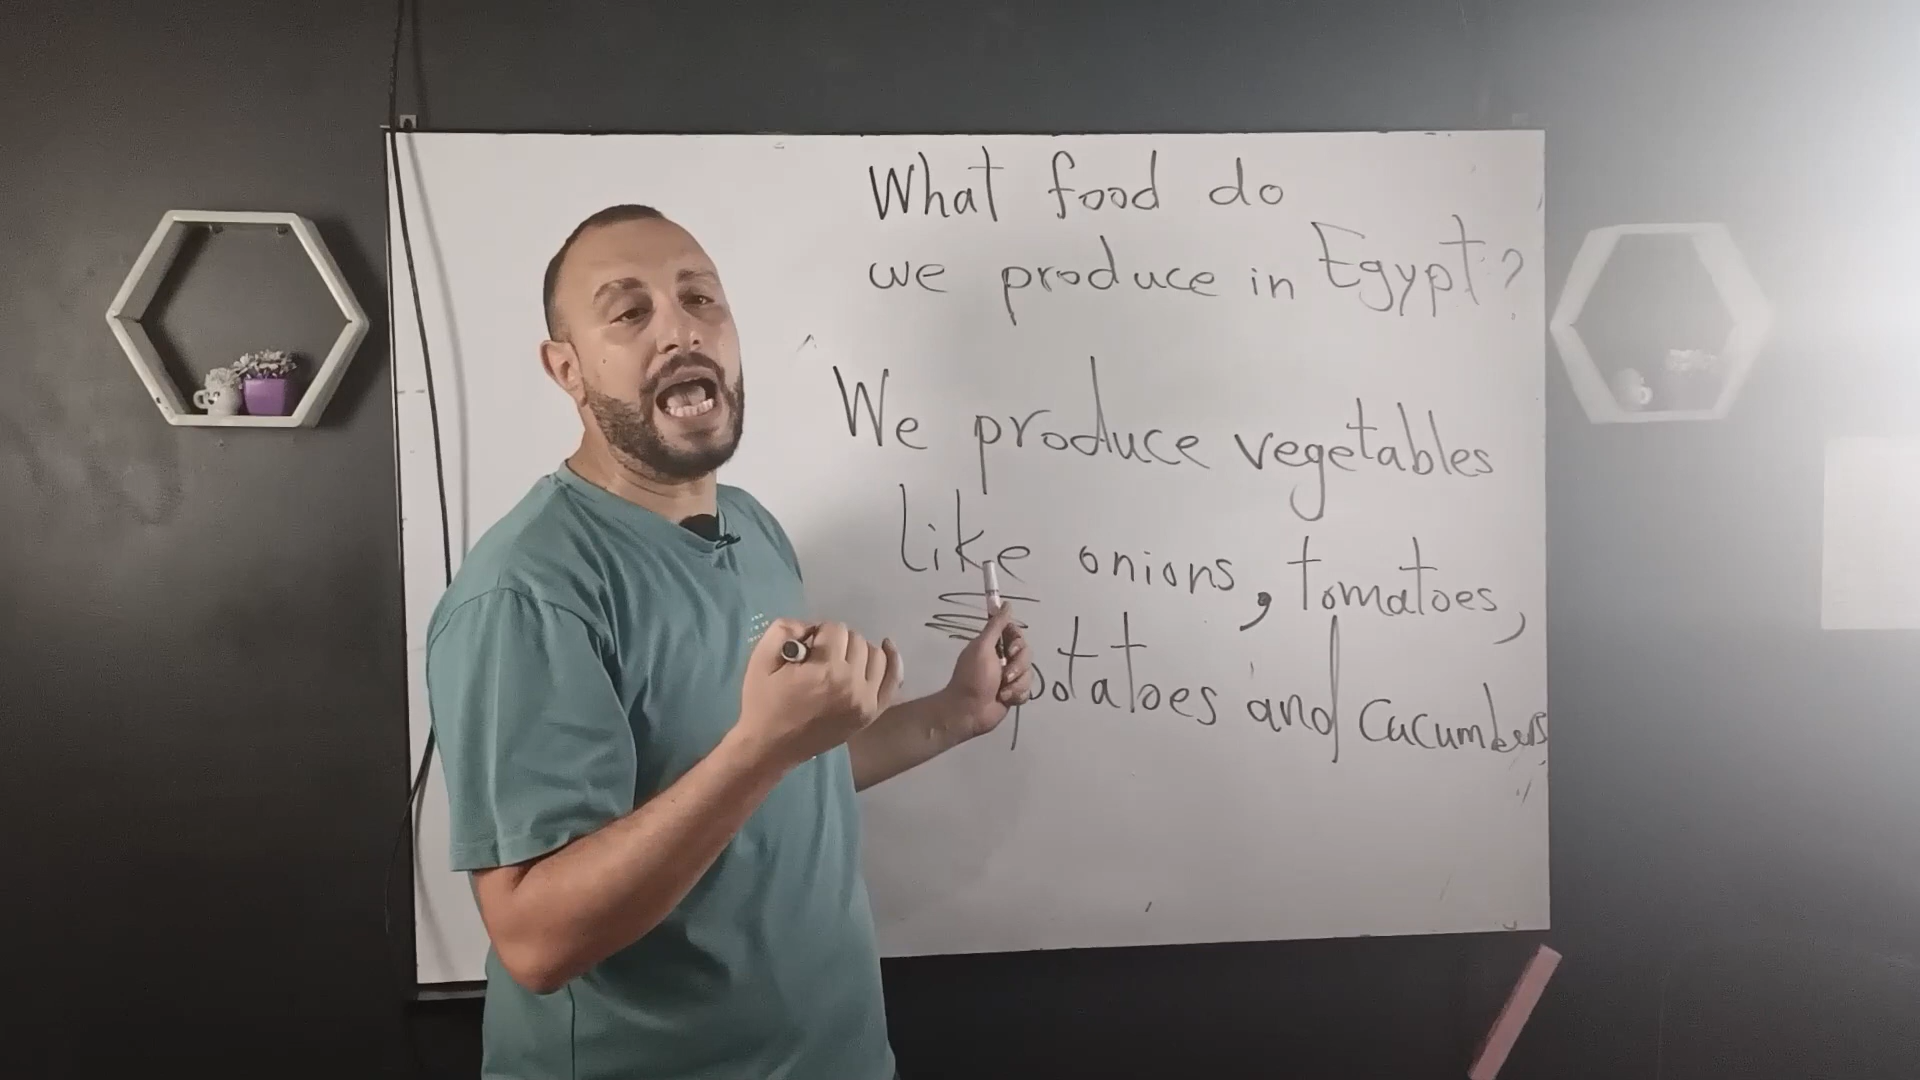 What food do
we produce in Egypt?
We produce vegetables
like onions, tomatoes,
potatoes and cucumbers